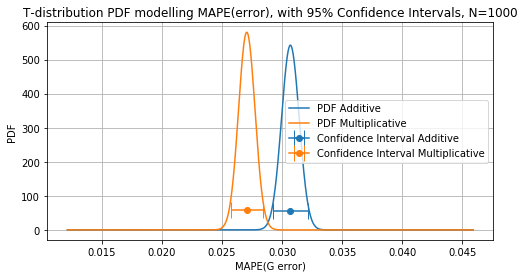 T-distribution PDF modelling MAPE(error), with 95% Confidence Intervals, N=1000
600
500
400
300
200
100
0
PDF
PDF Additive
PDF Multiplicative
Confidence Interval Additive
Confidence Interval Multiplicative
0.015 0.020 0.025 0.030 0.035 0.040 0.045
MAPE(G error)